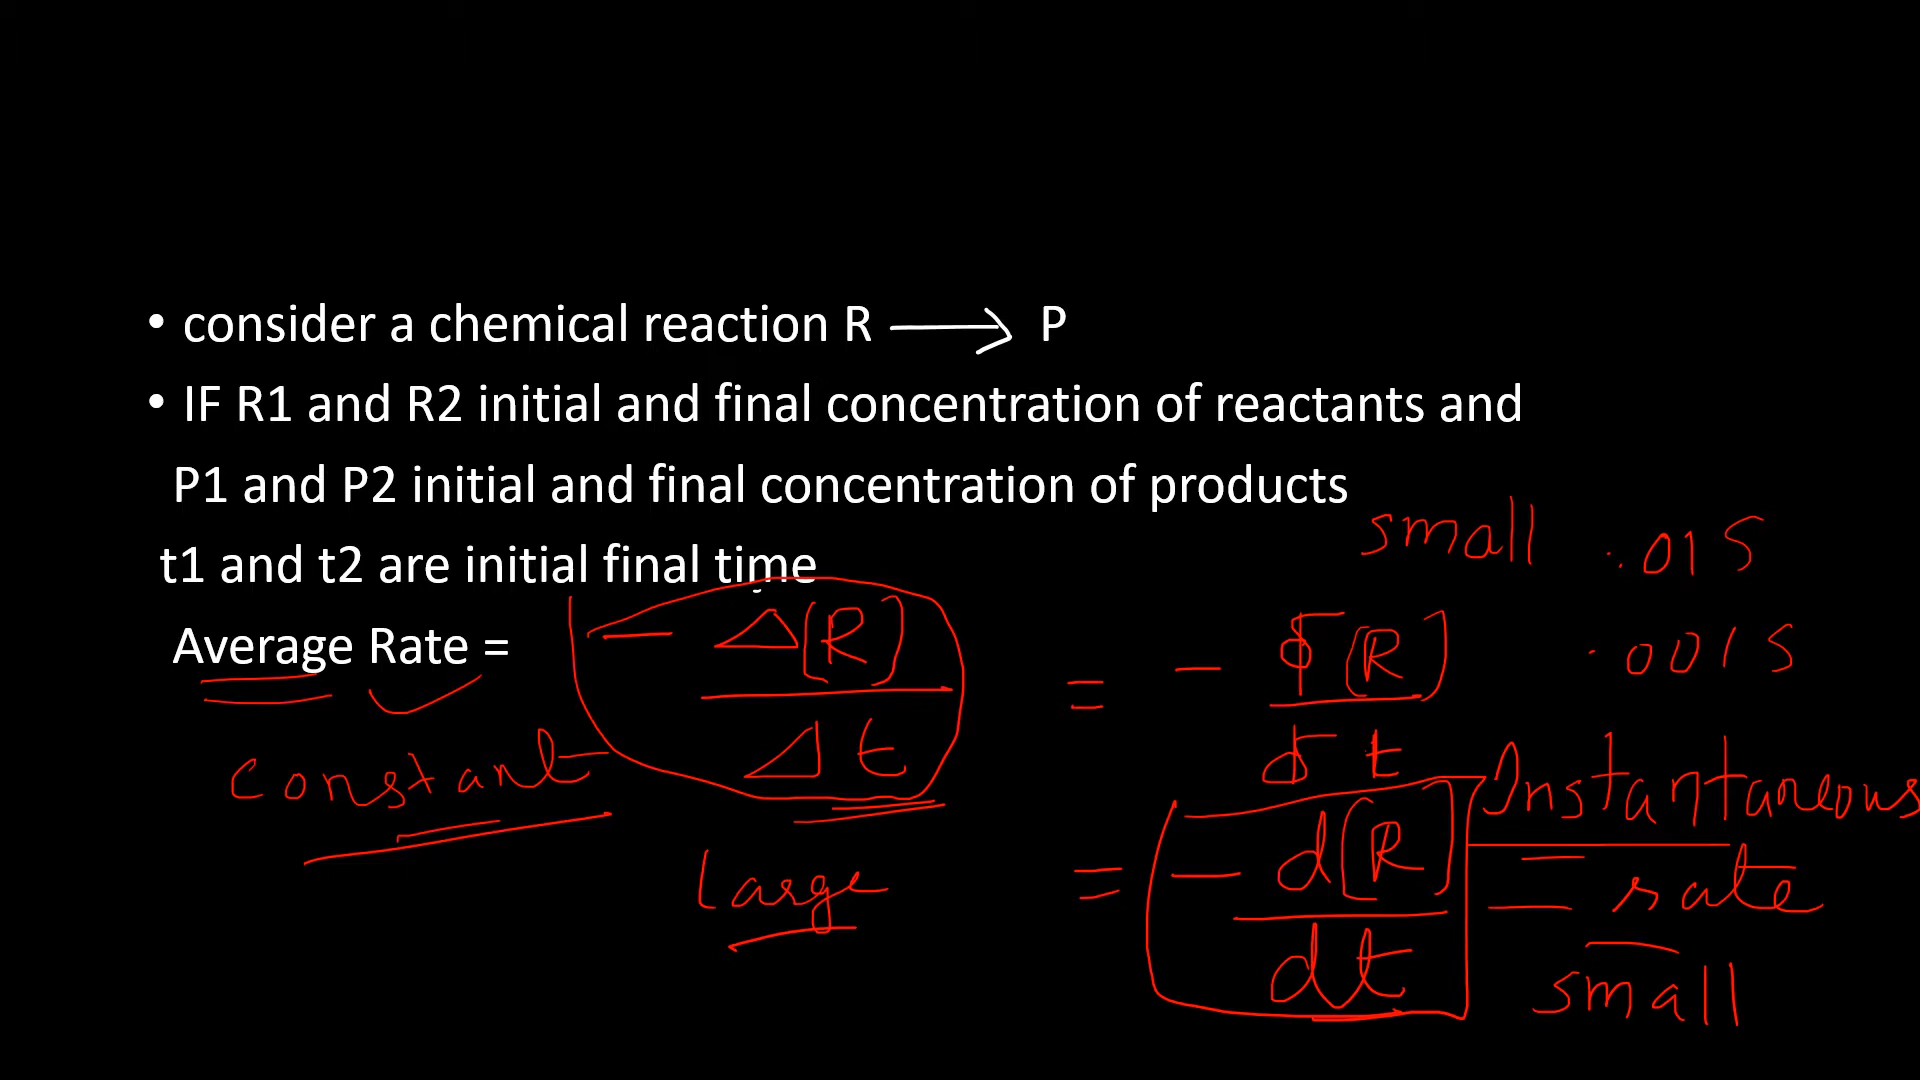 • consider a chemical reaction R ⟶ P
• IF R1 and R2 initial and final concentration of reactants and
P1 and P2 initial and final concentration of products
small .01 S
t1 and t2 are initial final time
Average Rate = - Δ[R] / Δt = - δ[R] / δt .001 S
constant
large
= - d[R] / dt Instantaneous
rate
small